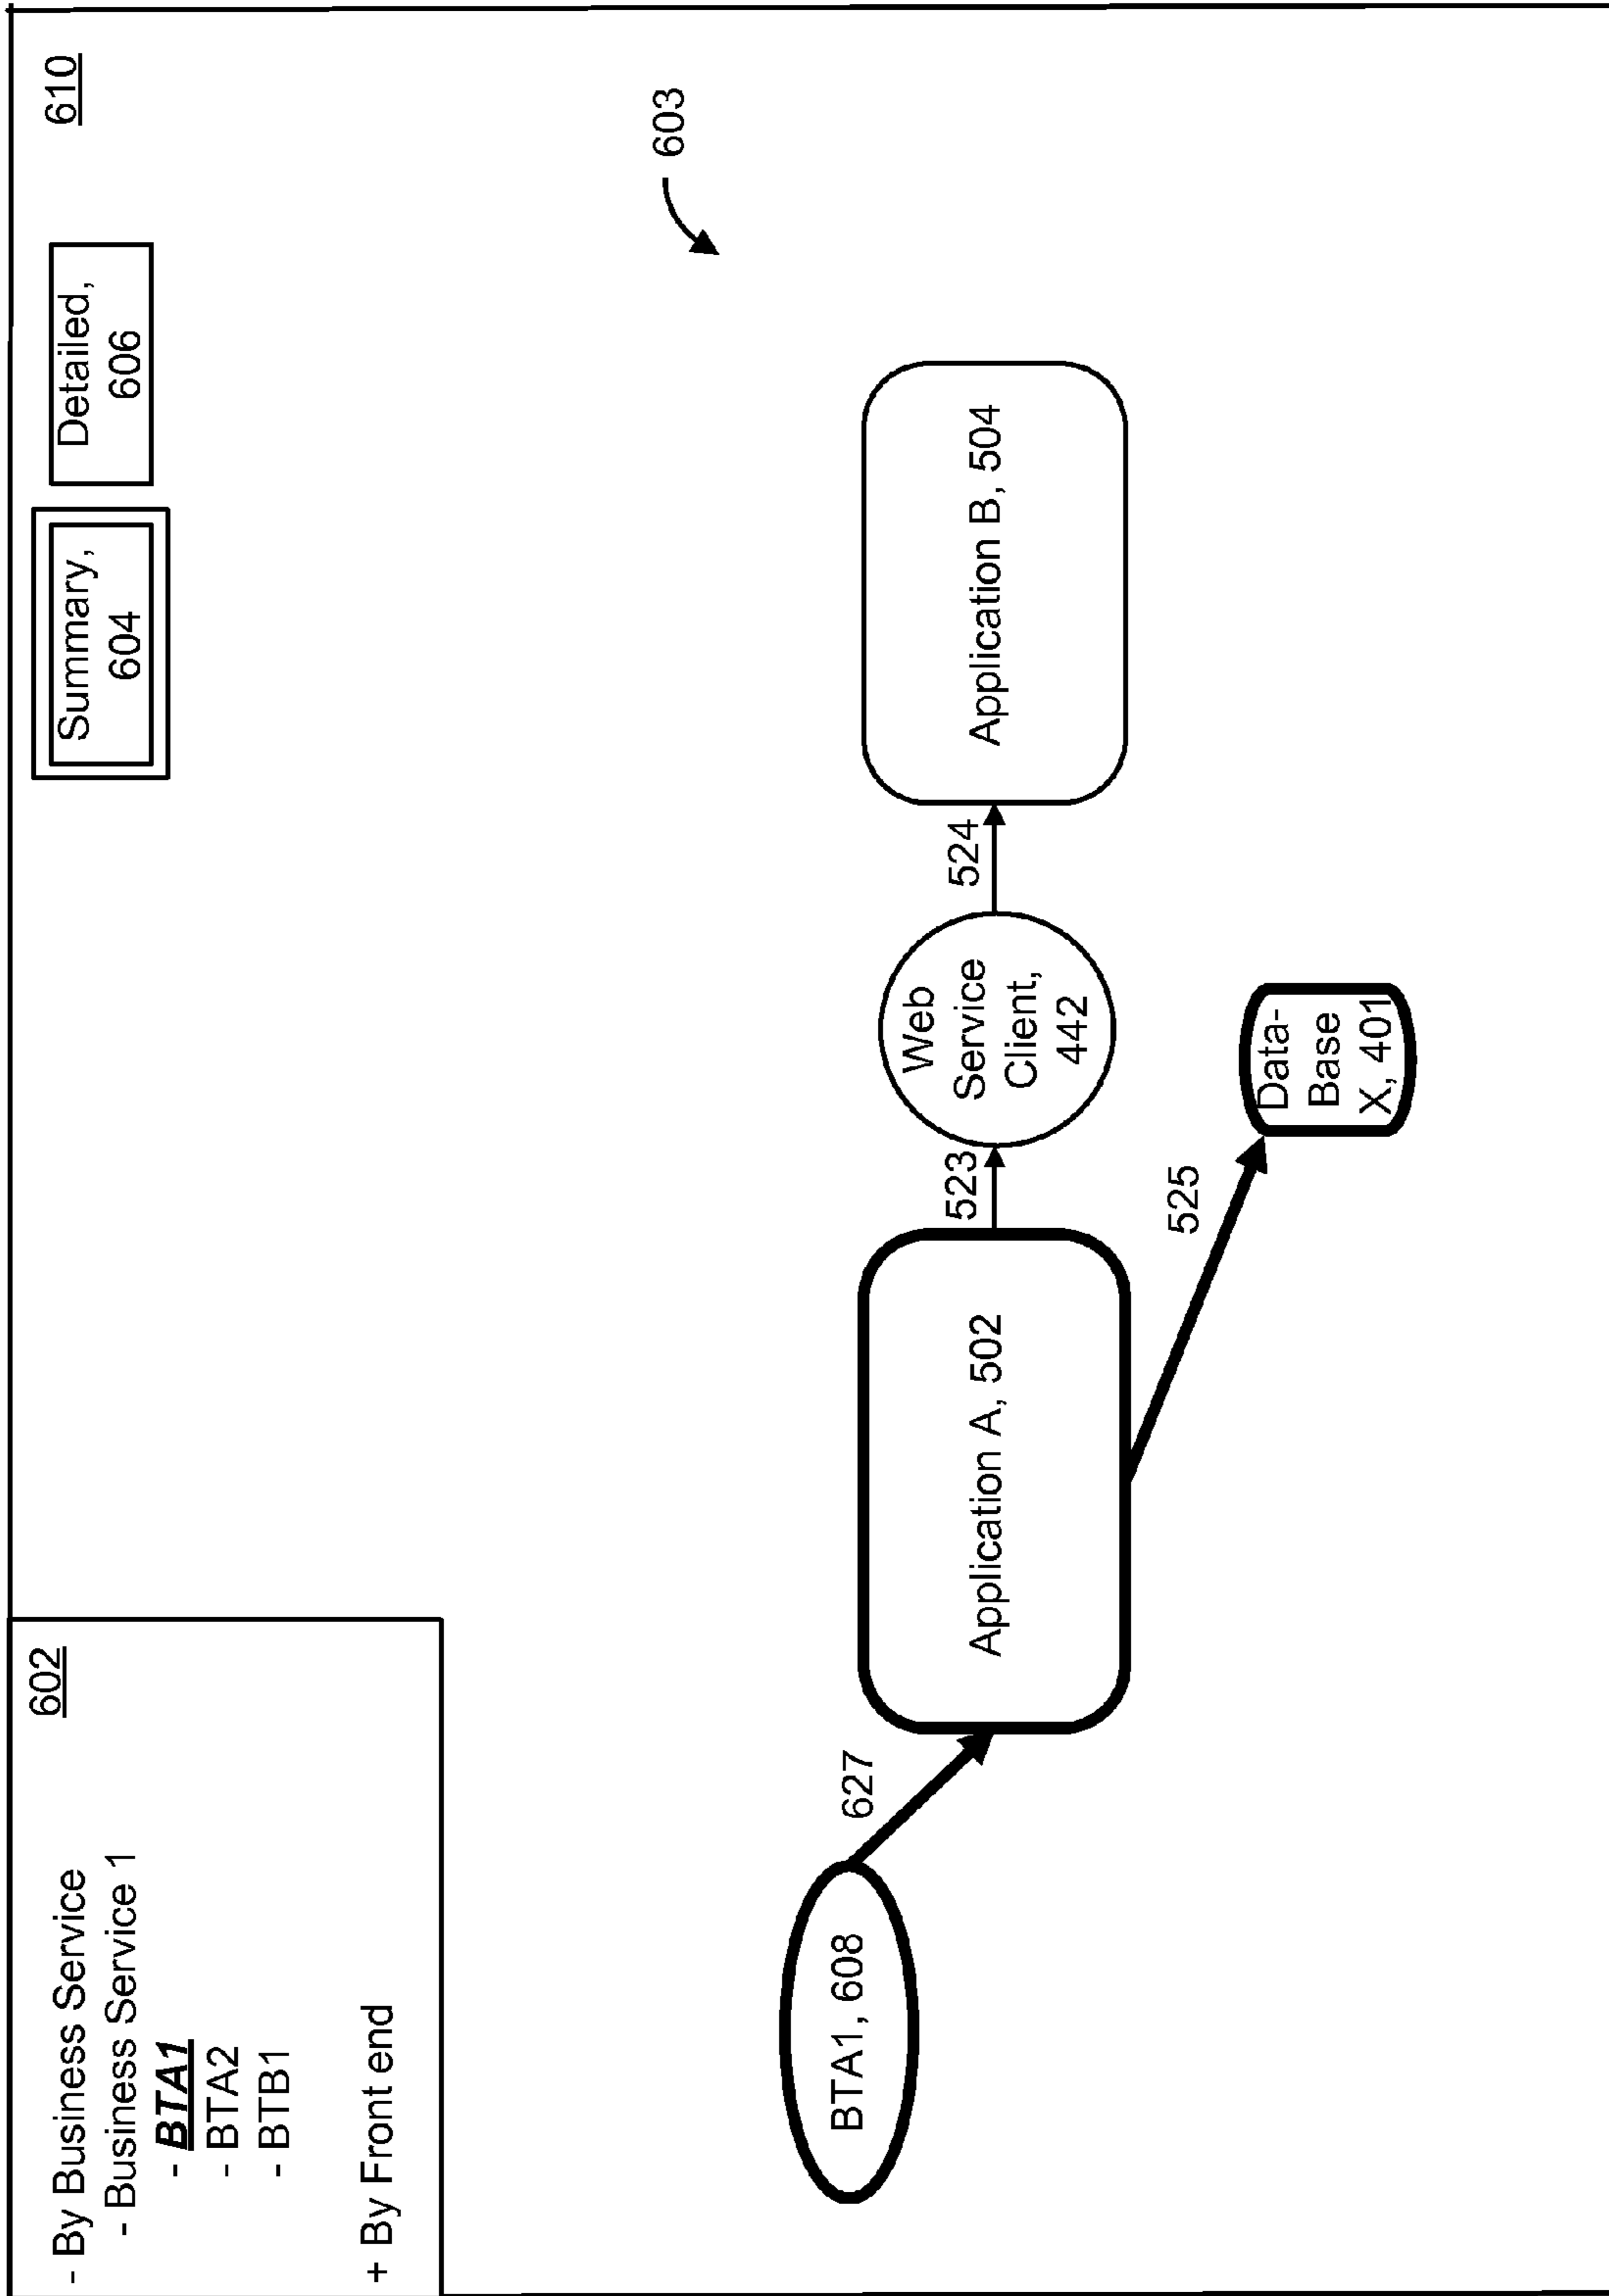 602
- By Business Service
- Business Service 1
- BTA1
- BTA2
- BTB1
+ By Front end
Summary,
604
Detailed,
606
610
603
BTA1, 608
627
Application A, 502
523
Web
Service
Client,
442
524
Application B, 504
525
Data-
Base
X, 401